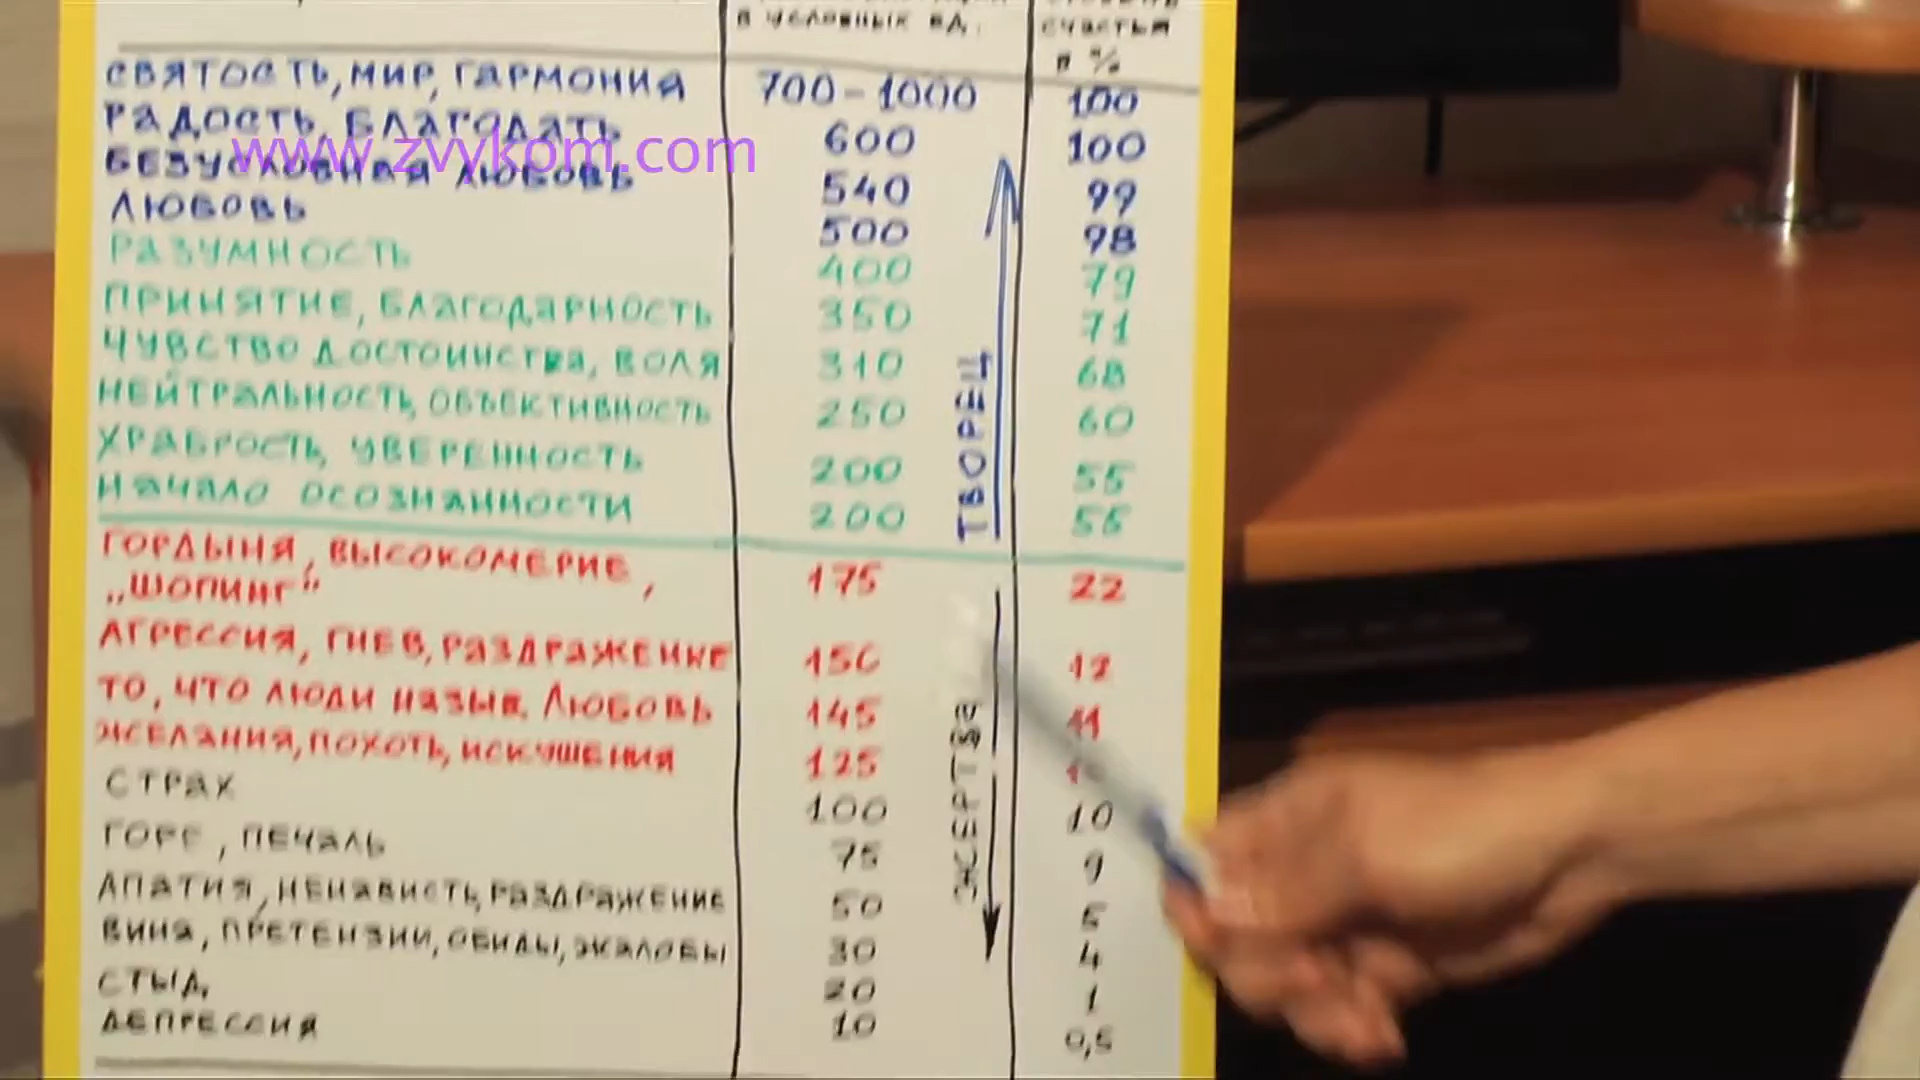 в условных ед. счастья
в %
СВЯТОСТЬ, МИР, ГАРМОНИЯ 700-1000 100
РАДОСТЬ, БЛАГОДАТЬ 600 100
www.zvykom.com
БЕЗУСЛОВНАЯ ЛЮБОВЬ 540 99
ЛЮБОВЬ 500 98
РАЗУМНОСТЬ 400 79
ПРИНЯТИЕ, БЛАГОДАРНОСТЬ 350 71
ЧУВСТВО ДОСТОИНСТВА, ВОЛЯ 310 68
НЕЙТРАЛЬНОСТЬ, ОБЪЕКТИВНОСТЬ 250 60
ХРАБРОСТЬ, УВЕРЕННОСТЬ 200 55
НАЧАЛО ОСОЗНАННОСТИ 200 55
ТВОРЕЦ
ГОРДЫНЯ, ВЫСОКОМЕРИЕ, 175 22
„ШОПИНГ“
АГРЕССИЯ, ГНЕВ, РАЗДРАЖЕНИЕ 150 12
ТО, ЧТО ЛЮДИ НАЗЫВ. ЛЮБОВЬ 145 11
ЖЕЛАНИЯ, ПОХОТЬ, ИСКУШЕНИЯ 125
СТРАХ 100 10
ГОРЕ, ПЕЧАЛЬ 75 9
АПАТИЯ, НЕНАВИСТЬ, РАЗДРАЖЕНИЕ 50 5
ВИНА, ПРЕТЕНЗИИ, ОБИДЫ, ЖАЛОБЫ 30 4
СТЫД, 20 1
ДЕПРЕССИЯ 10 0,5
ЖЕРТВА